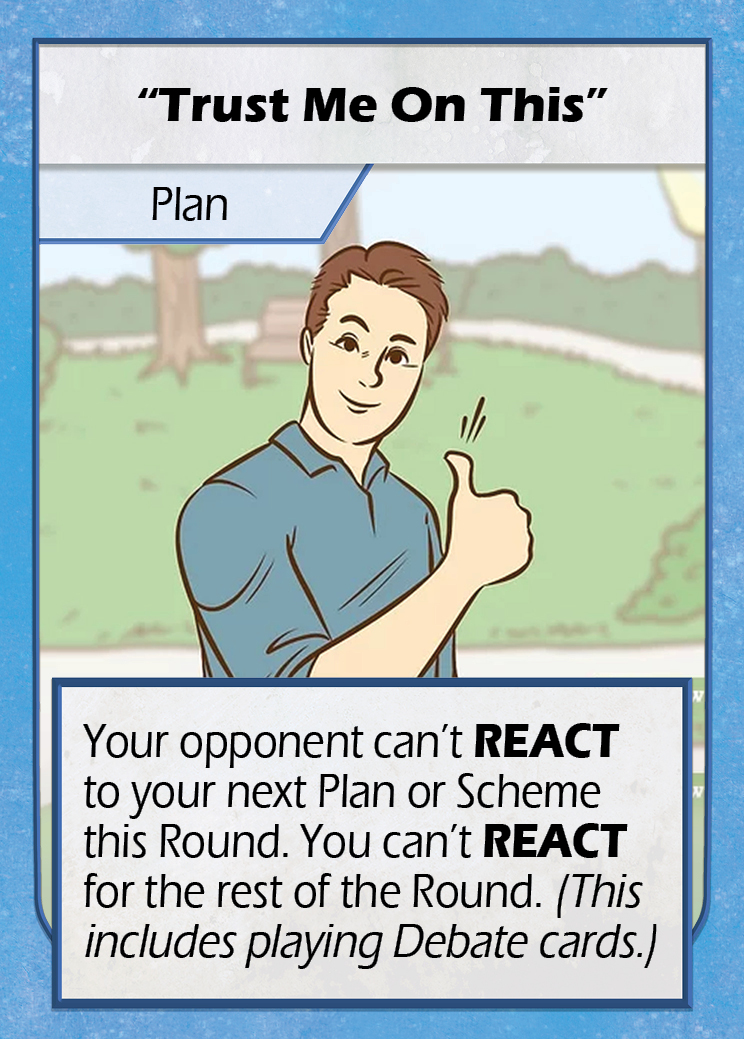 “Trust Me On This”
Plan
Your opponent can’t REACT
to your next Plan or Scheme
this Round. You can’t REACT
for the rest of the Round. (This
includes playing Debate cards.)